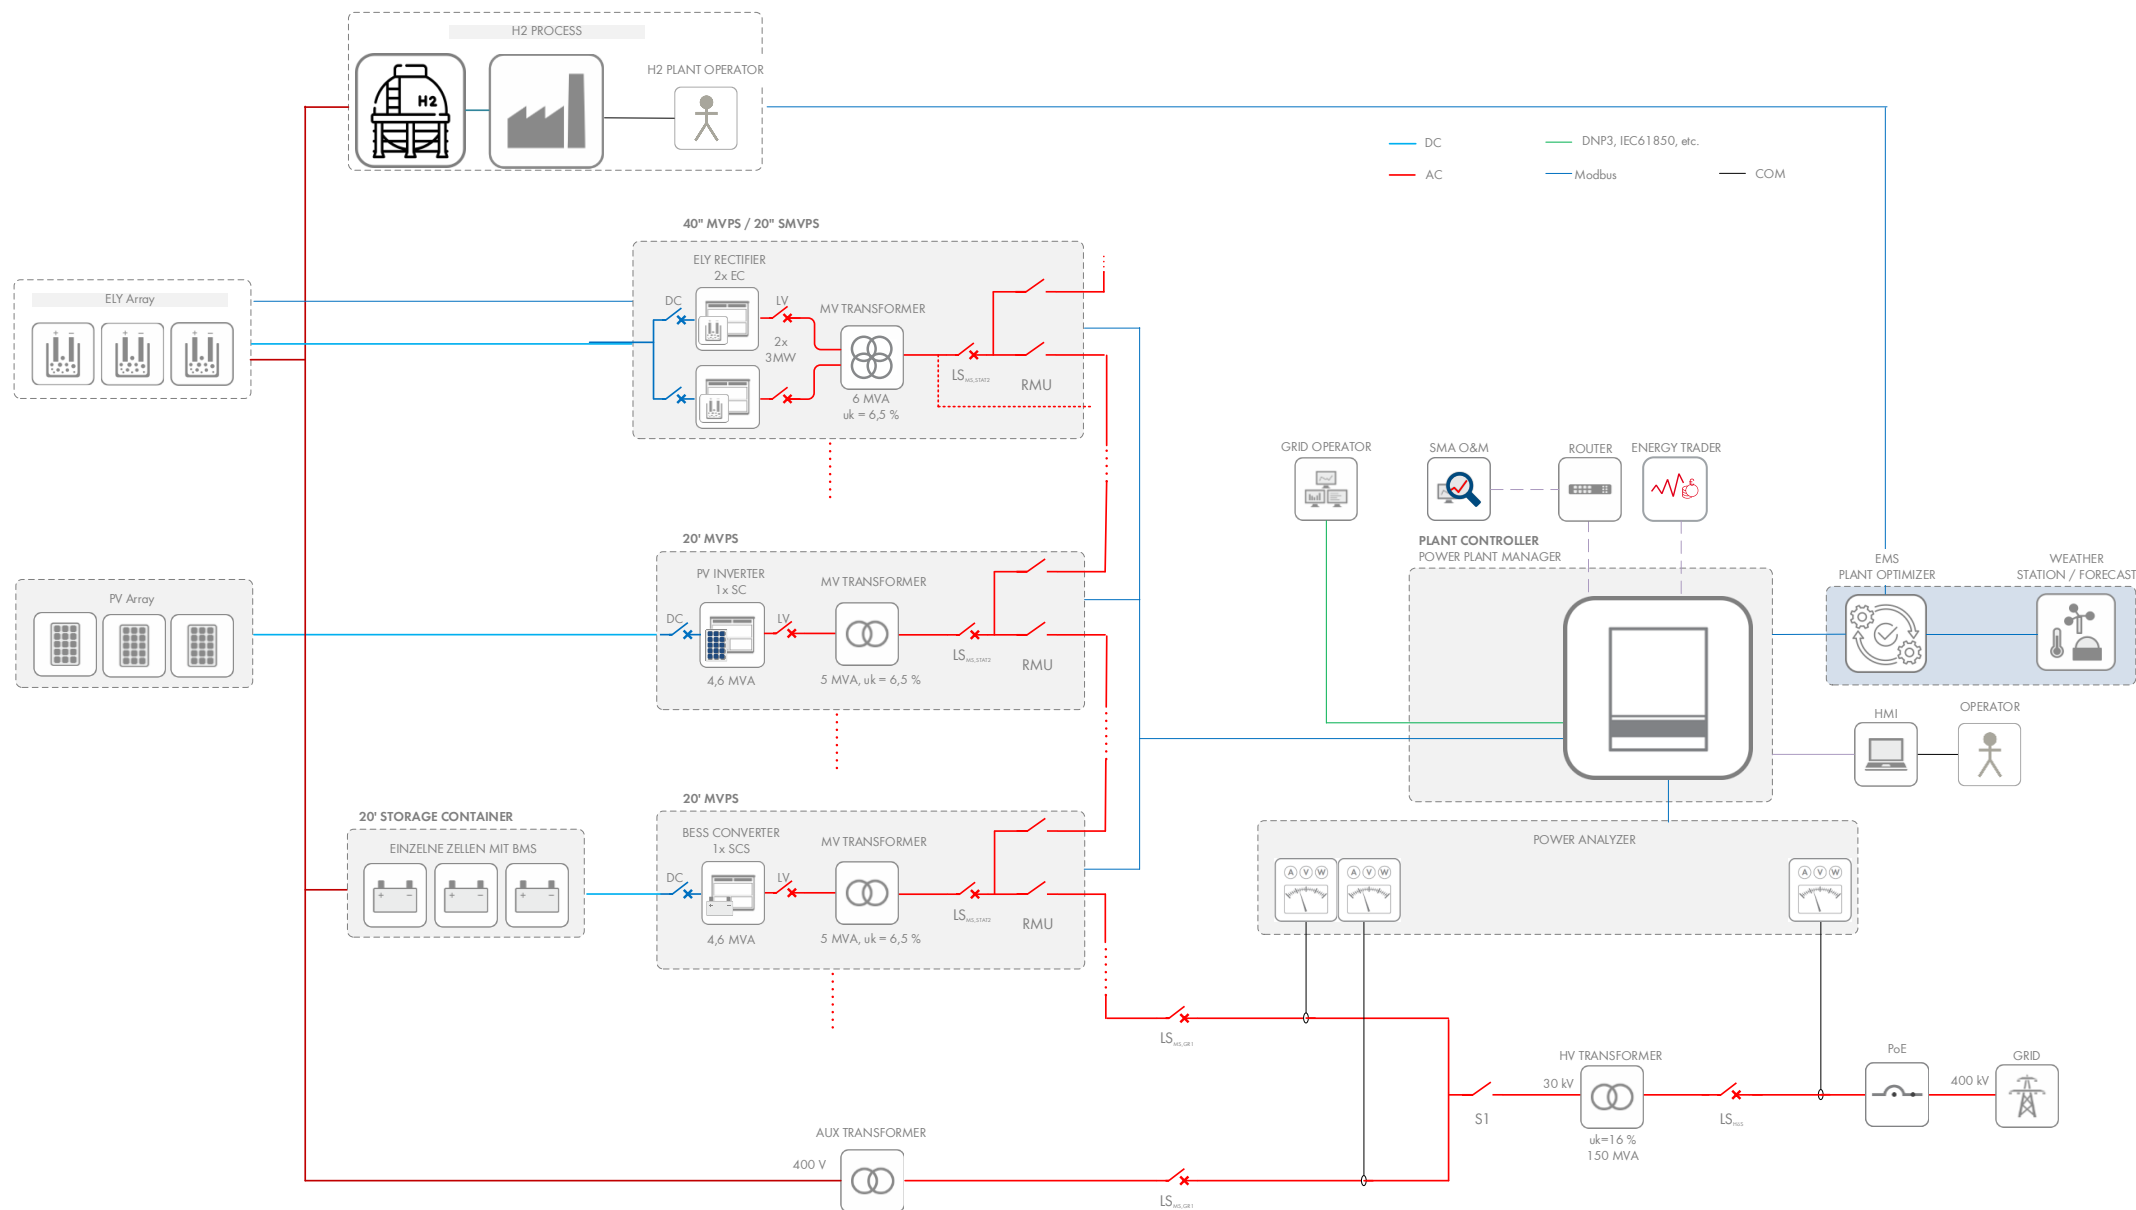 H2 PROCESS
H2 PLANT OPERATOR
H2
DC
DNP3, IEC61850, etc.
AC
Modbus
COM
40" MVPS / 20" SMVPS
ELY RECTIFIER
2x EC
DC
LV
MV TRANSFORMER
2x
3MW
6 MVA
uk = 6,5 %
LS MS_STAT2
RMU
ELY Array
GRID OPERATOR
SMA O&M
ROUTER
ENERGY TRADER
PLANT CONTROLLER
POWER PLANT MANAGER
EMS
PLANT OPTIMIZER
WEATHER
STATION / FORECAST
20' MVPS
PV INVERTER
1x SC
DC
LV
MV TRANSFORMER
4,6 MVA
5 MVA, uk = 6,5 %
LS MS_STAT2
RMU
PV Array
HMI
OPERATOR
20' MVPS
BESS CONVERTER
1x SCS
DC
LV
MV TRANSFORMER
4,6 MVA
5 MVA, uk = 6,5 %
LS MS_STAT2
RMU
20' STORAGE CONTAINER
EINZELNE ZELLEN MIT BMS
POWER ANALYZER
A V W
A V W
A V W
LS MS_GR1
S1
30 kV
HV TRANSFORMER
uk=16 %
150 MVA
LS
PoE
400 kV
GRID
AUX TRANSFORMER
400 V
LS MS_GR1